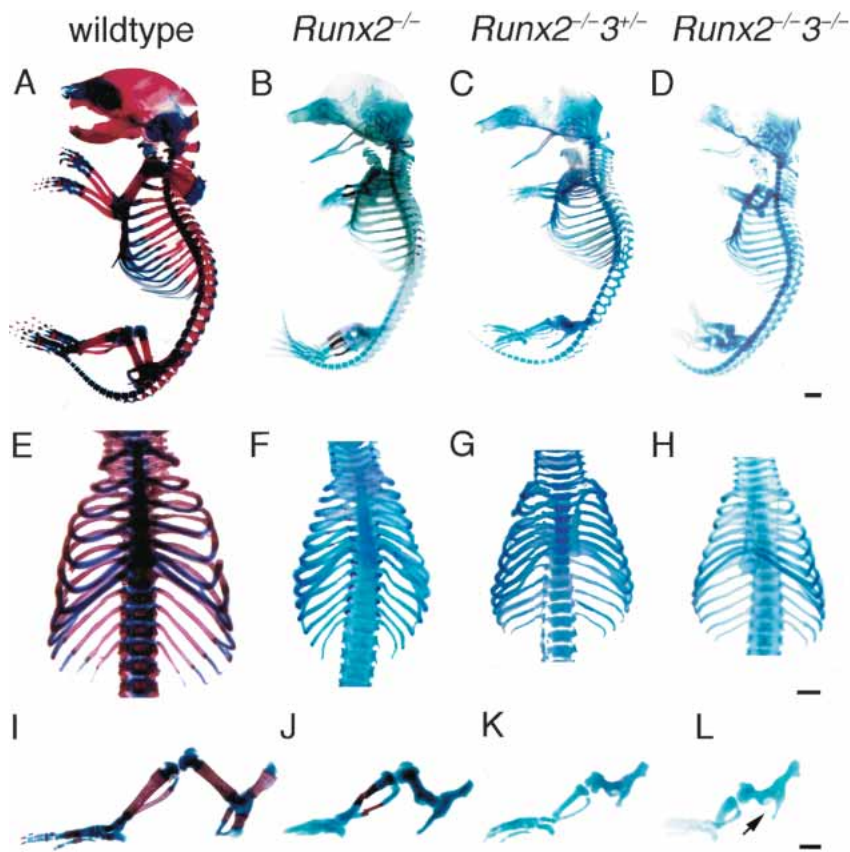 wildtype Runx2–/– Runx2–/–3+/– Runx2–/–3–/–
A B C D
E F G H
I J K L